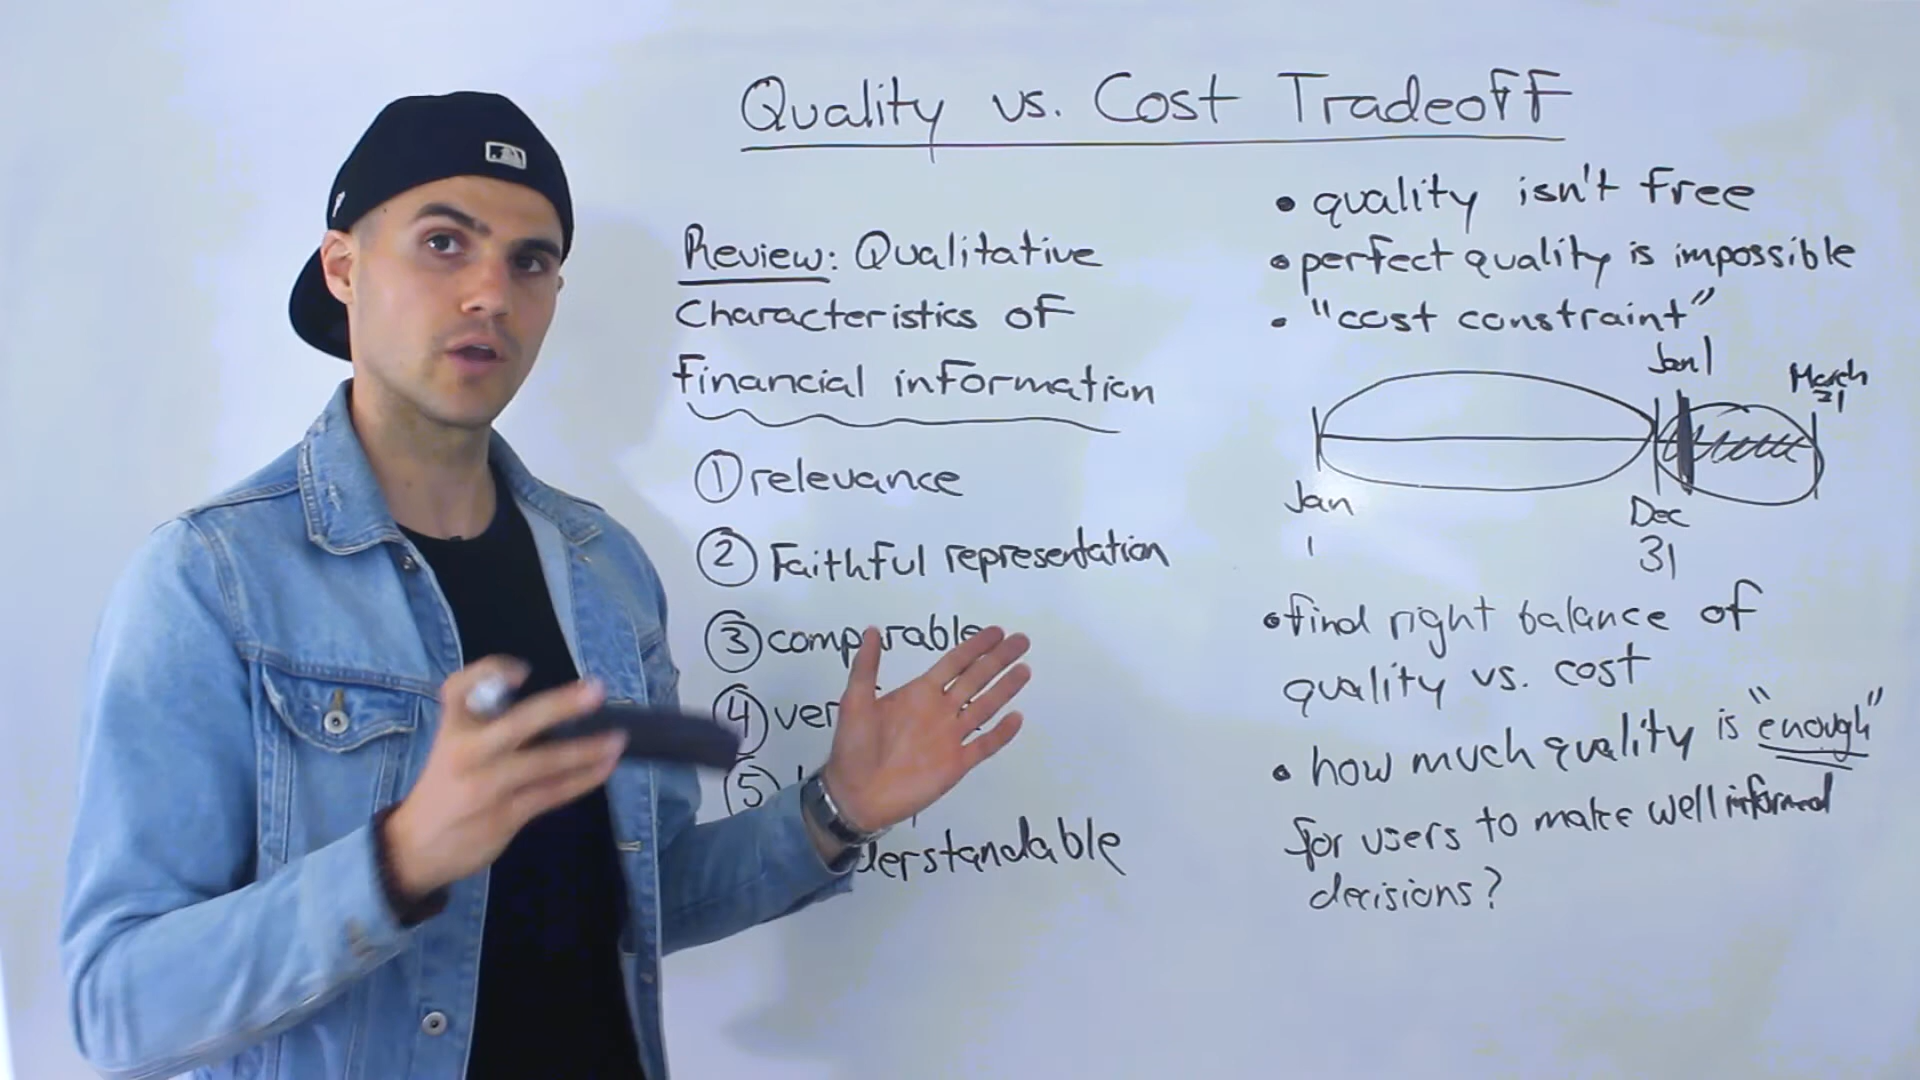 Quality vs. Cost Tradeoff
Review: Qualitative
Characteristics of
Financial information
① relevance
② Faithful representation
③ comparable
④ ver
⑤
derstandable
• quality isn't free
• perfect quality is impossible
• "cost constraint"
Jan 1
March
31
Jan
1
Dec
31
• find right balance of
quality vs. cost
• how much quality is "enough"
for users to make well informed
decisions?